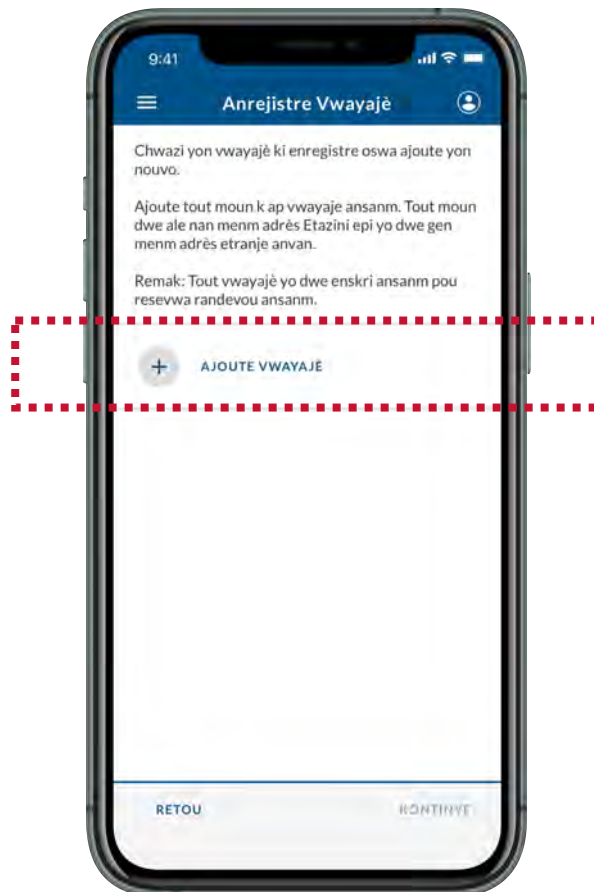 9:41
Anrejistre Vwayajè
Chwazi yon vwayajè ki enregistre oswa ajoute yon
nouvo.
Ajoute tout moun k ap vwayaje ansanm. Tout moun
dwe ale nan menm adrès Etazini epi yo dwe gen
menm adrès etranje anvan.
Remak: Tout vwayajè yo dwe enskri ansanm pou
resevwa randevou ansanm.
+ AJOUTE VWAYAJÈ
RETOU
KONTINYE